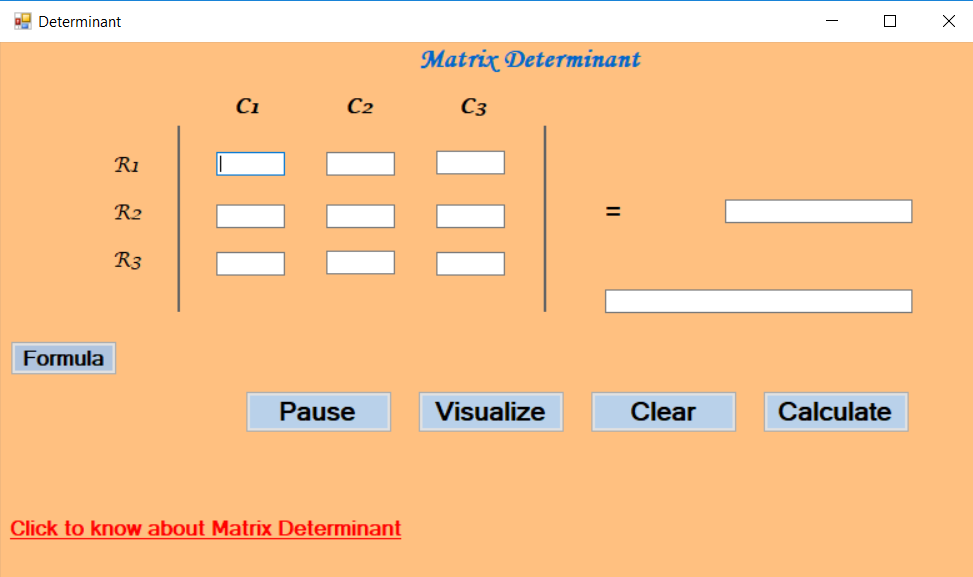 Determinant
Matrix Determinant
C1 C2 C3
R1
R2
=
R3
Formula
Pause Visualize Clear Calculate
Click to know about Matrix Determinant